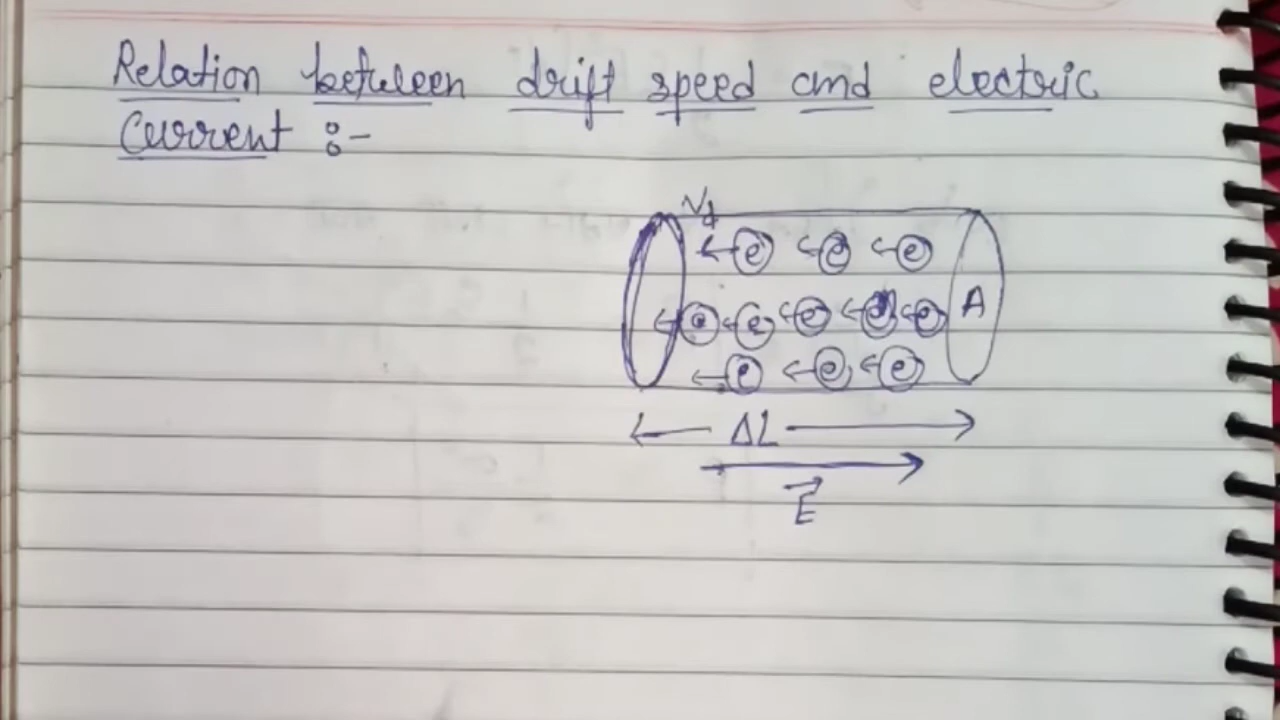 Relation between drift speed and electric
Current :-
Vd
e e e
e e e e e A
e e e
ΔL
E